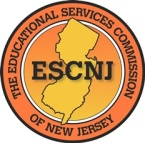 THE EDUCATIONAL SERVICES COMMISSION
ESCNJ
OF NEW JERSEY